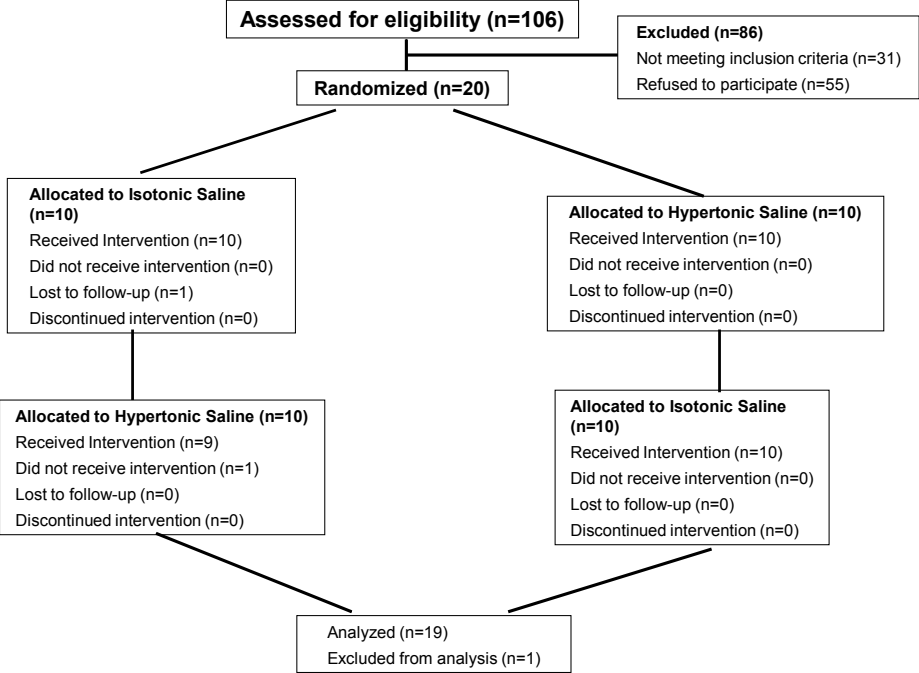 Assessed for eligibility (n=106)
Excluded (n=86)
Not meeting inclusion criteria (n=31)
Refused to participate (n=55)
Randomized (n=20)
Allocated to Isotonic Saline
(n=10)
Received Intervention (n=10)
Did not receive intervention (n=0)
Lost to follow-up (n=1)
Discontinued intervention (n=0)
Allocated to Hypertonic Saline (n=10)
Received Intervention (n=10)
Did not receive intervention (n=0)
Lost to follow-up (n=0)
Discontinued intervention (n=0)
Allocated to Hypertonic Saline (n=10)
Received Intervention (n=9)
Did not receive intervention (n=1)
Lost to follow-up (n=0)
Discontinued intervention (n=0)
Allocated to Isotonic Saline
(n=10)
Received Intervention (n=10)
Did not receive intervention (n=0)
Lost to follow-up (n=0)
Discontinued intervention (n=0)
Analyzed (n=19)
Excluded from analysis (n=1)